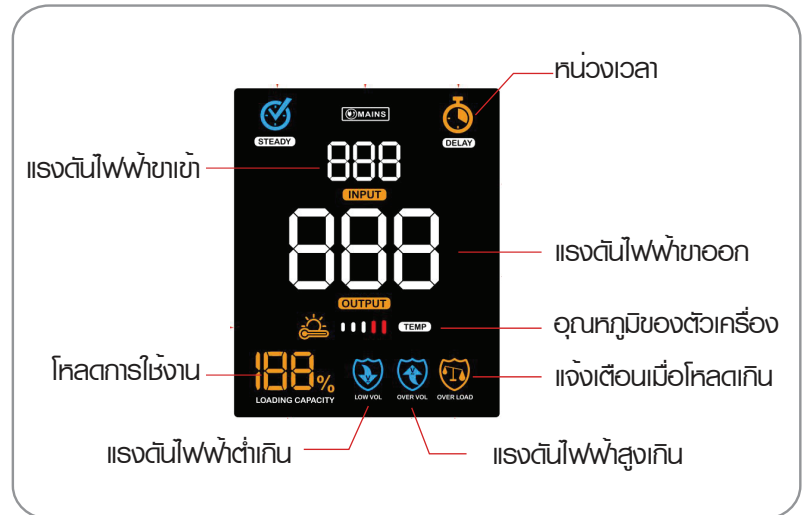 หน่วงเวลา
MAINS
STEADY
DELAY
แรงดันไฟฟ้าขาเข้า
888
INPUT
888
แรงดันไฟฟ้าขาออก
OUTPUT
TEMP
อุณหภูมิของตัวเครื่อง
โหลดการใช้งาน
188%
แจ้งเตือนเมื่อโหลดเกิน
LOADING CAPACITY
LOW VOL
OVER VOL
OVER LOAD
แรงดันไฟฟ้าต่ำเกิน
แรงดันไฟฟ้าสูงเกิน